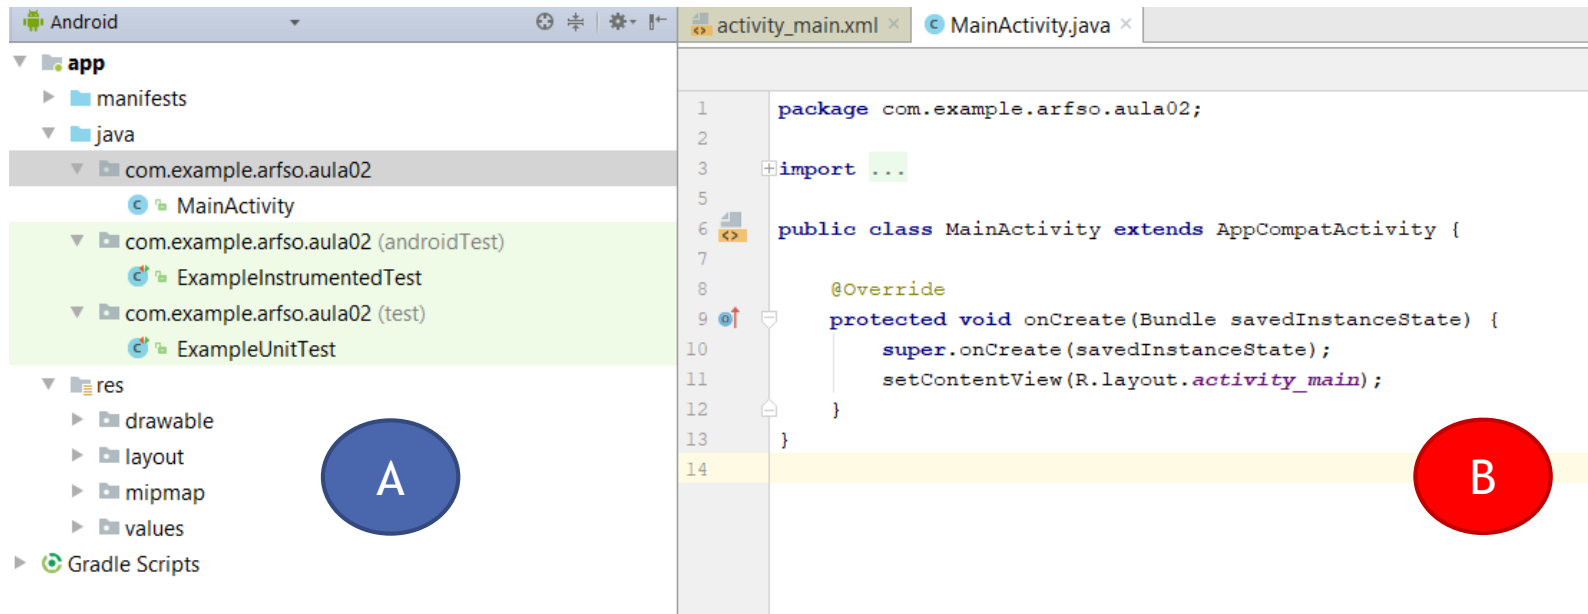 Android
app
manifests
java
com.example.arfso.aula02
MainActivity
com.example.arfso.aula02 (androidTest)
ExampleInstrumentedTest
com.example.arfso.aula02 (test)
ExampleUnitTest
res
drawable
layout
mipmap
values
Gradle Scripts
A
activity_main.xml
MainActivity.java
1 package com.example.arfso.aula02;
2
3 import ...
5
6 public class MainActivity extends AppCompatActivity {
7
8 @Override
9 protected void onCreate(Bundle savedInstanceState) {
10 super.onCreate(savedInstanceState);
11 setContentView(R.layout.activity_main);
12 }
13 }
14
B